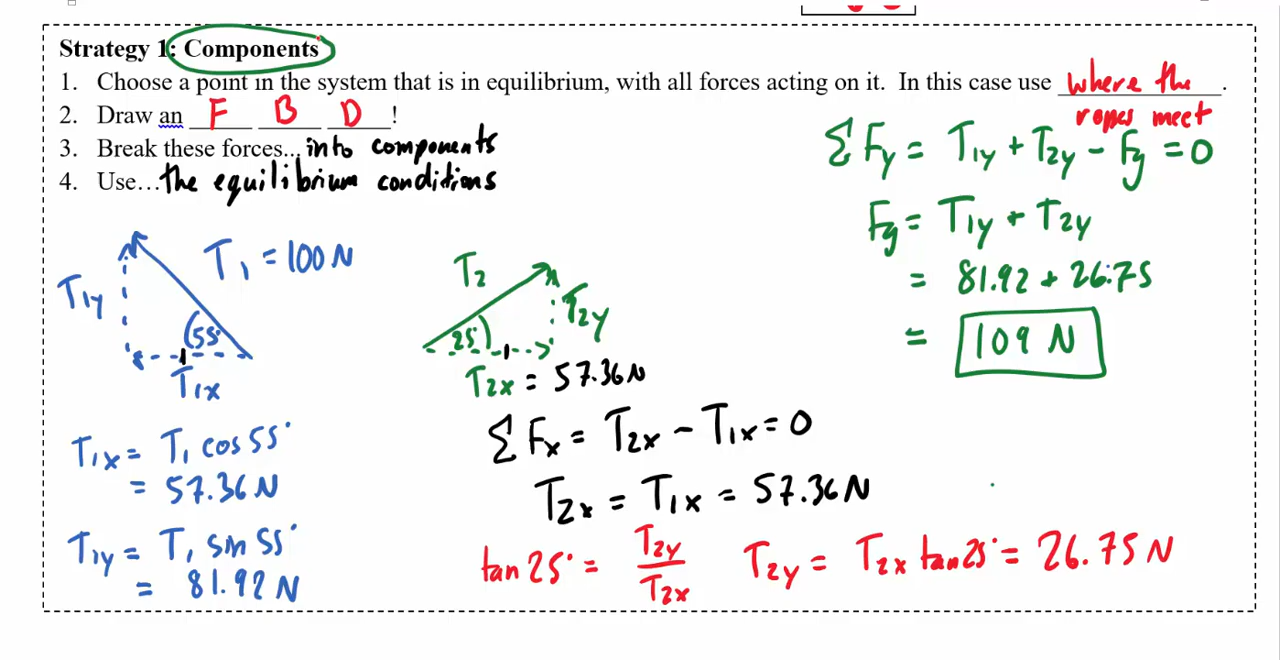 Strategy 1: Components
1. Choose a point in the system that is in equilibrium, with all forces acting on it. In this case use where the ropes meet.
2. Draw an F B D!
3. Break these forces... into components
4. Use…the equilibrium conditions
ΣFy = T1y + T2y - Fg = 0
Fg = T1y + T2y
= 81.92 + 26.75
= 109 N
T1 = 100 N
T1y
55°
T1x
T1x = T1 cos 55°
= 57.36 N
T1y = T1 sin 55°
= 81.92 N
T2
T2y
25°
T2x = 57.36 N
ΣFx = T2x - T1x = 0
T2x = T1x = 57.36 N
tan 25° = T2y / T2x T2y = T2x tan 25° = 26.75 N